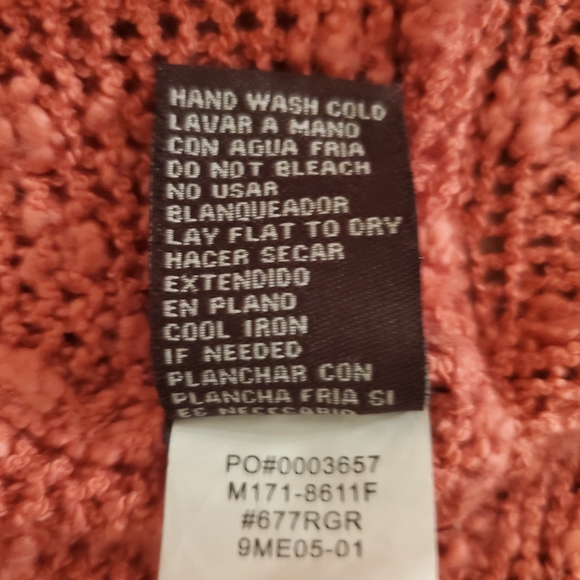 HAND WASH COLD
LAVAR A MANO
CON AGUA FRIA
DO NOT BLEACH
NO USAR
BLANQUEADOR
LAY FLAT TO DRY
HACER SECAR
EXTENDIDO
EN PLANO
COOL IRON
IF NEEDED
PLANCHAR CON
PLANCHA FRIA SI
ES NECESARIO
PO#0003657
M171-8611F
#677RGR
9ME05-01